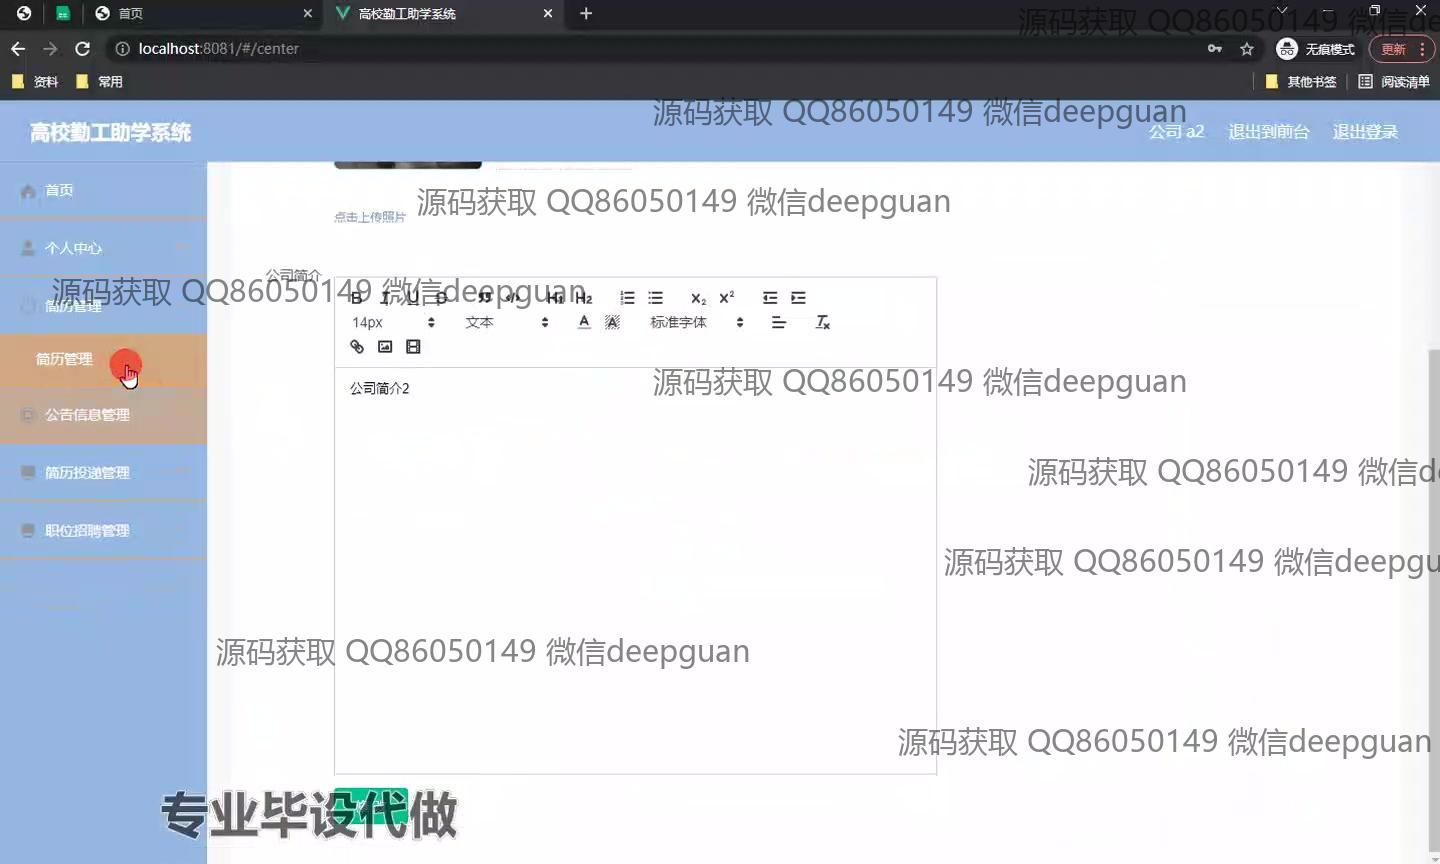 首页
高校勤工助学系统
源码获取 QQ86050149 微信de
localhost:8081/#/center
无痕模式
更新
资料
常用
其他书签
阅读清单
源码获取 QQ86050149 微信deepguan
高校勤工助学系统
公司 a2
退出到前台
退出登录
首页
源码获取 QQ86050149 微信deepguan
点击上传照片
个人中心
公司简介
源码获取 QQ86050149 微信deepguan
简历管理
B I U S ” </> H1 H2 X₂ X²
14px
文本
A
A
标准字体
简历管理
公司简介2
源码获取 QQ86050149 微信deepguan
公告信息管理
简历投递管理
源码获取 QQ86050149 微信d
职位招聘管理
源码获取 QQ86050149 微信deepgu
源码获取 QQ86050149 微信deepguan
源码获取 QQ86050149 微信deepguan
专业毕设代做